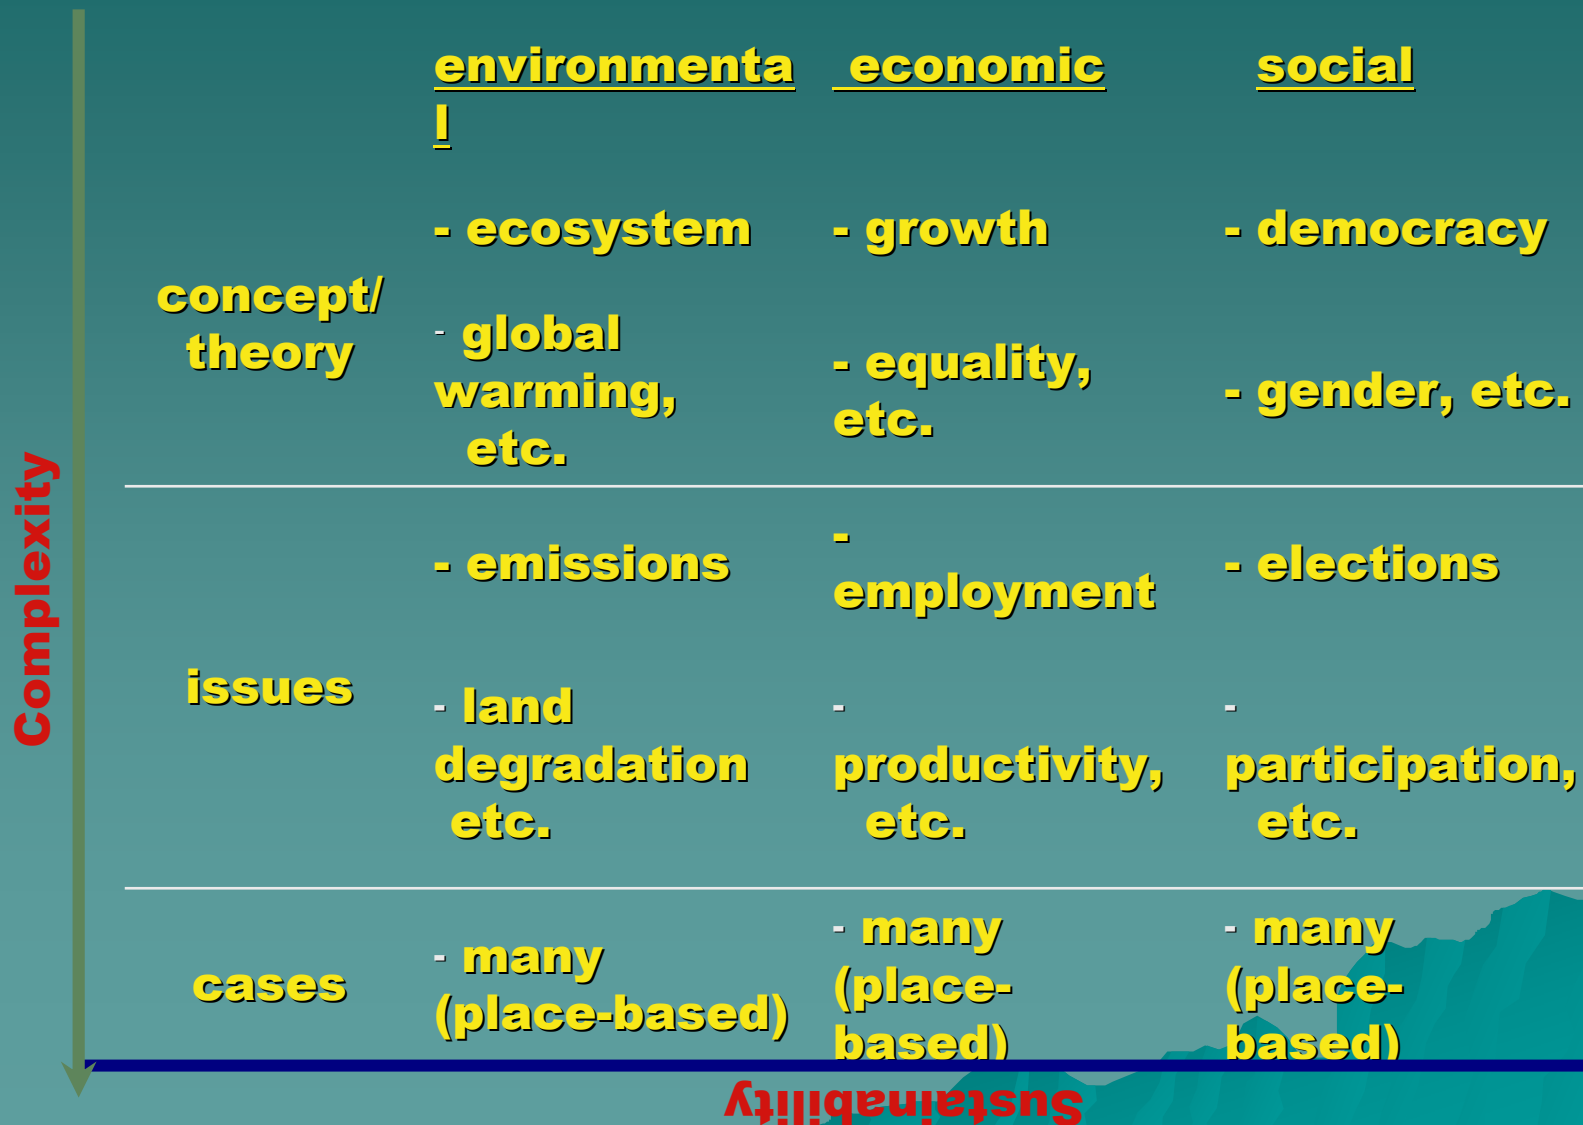 environmenta
l
economic
social
concept/
theory
- ecosystem
- global
warming,
etc.
- growth
- equality,
etc.
- democracy
- gender, etc.
issues
- emissions
- land
degradation
etc.
-
employment
-
productivity,
etc.
- elections
-
participation,
etc.
cases
- many
(place-based)
- many
(place-
based)
- many
(place-
based)
Complexity
Sustainability